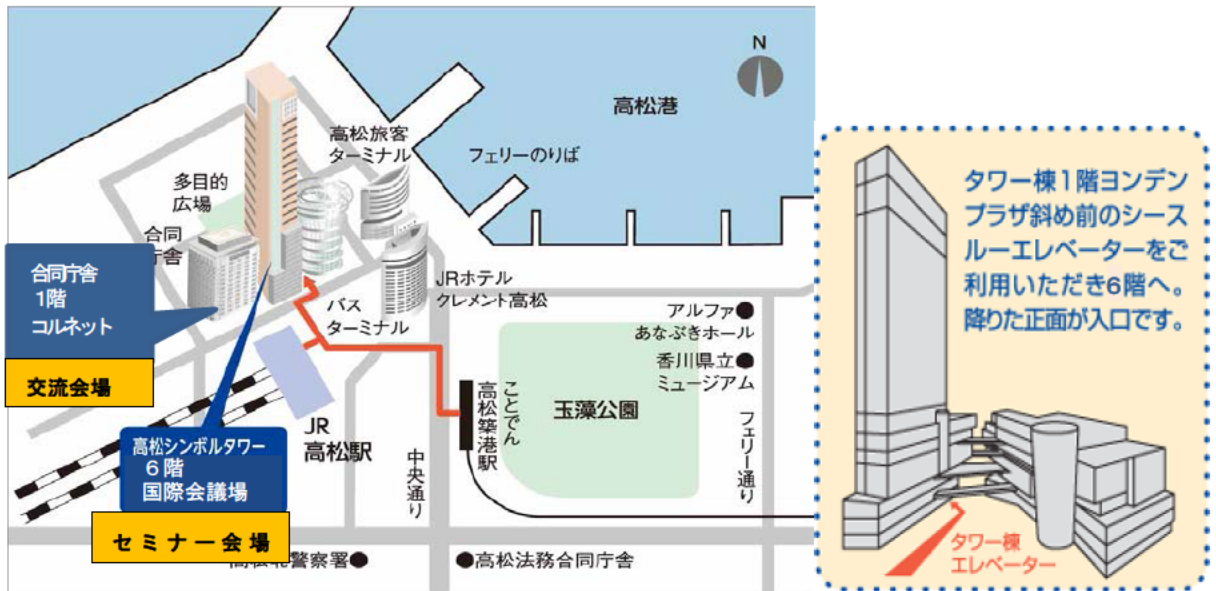 N
高松港
高松旅客
ターミナル
フェリーのりば
多目的
広場
合同
庁舎
合同庁舎
1階
コルネット
交流会場
JRホテル
クレメント高松
バス
ターミナル
アルファ
あなぶきホール
香川県立
ミュージアム
玉藻公園
ことでん
高松築港駅
JR
高松駅
中央通り
フェリー通り
高松シンボルタワー
６階
国際会議場
セミナー会場
高松北警察署
高松法務合同庁舎
タワー棟1階ヨンデン
プラザ斜め前のシース
ルーエレベーターをご
利用いただき6階へ。
降りた正面が入口です。
タワー棟
エレベーター